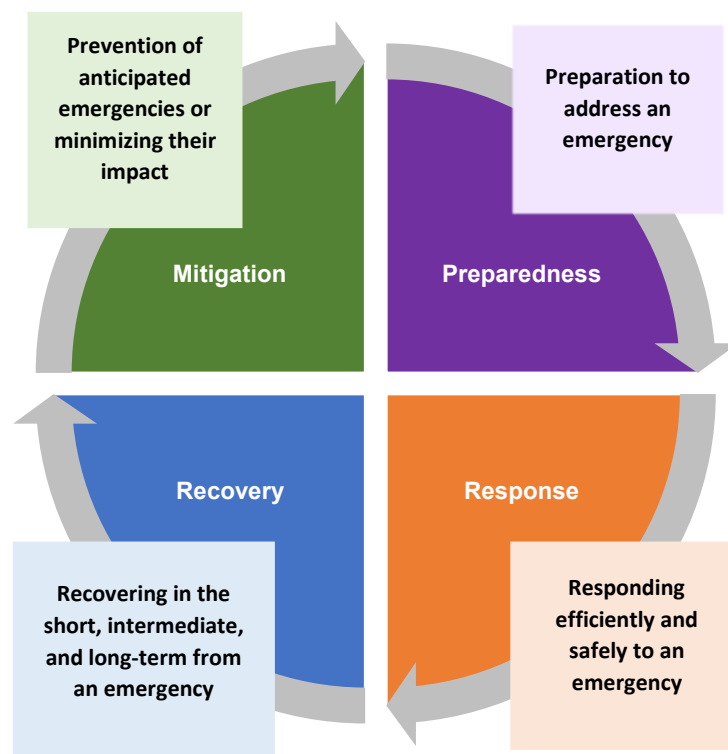 Prevention of
anticipated
emergencies or
minimizing their
impact
Preparation to
address an
emergency
Mitigation
Preparedness
Recovery
Response
Recovering in the
short, intermediate,
and long-term from
an emergency
Responding
efficiently and
safely to an
emergency